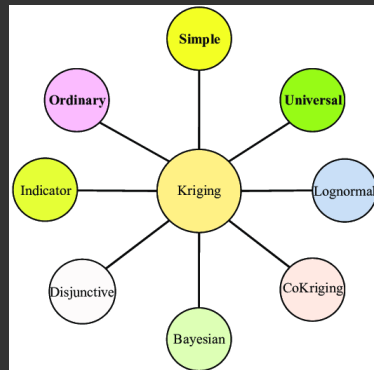 Simple
Ordinary
Universal
Indicator
Kriging
Lognormal
Disjunctive
CoKriging
Bayesian